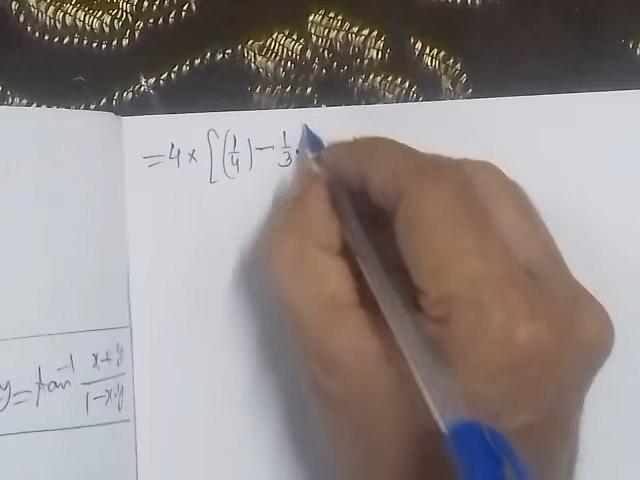 = 4 × [(1/4) - 1/3 .
y = tan⁻¹ x+y/1-x.y